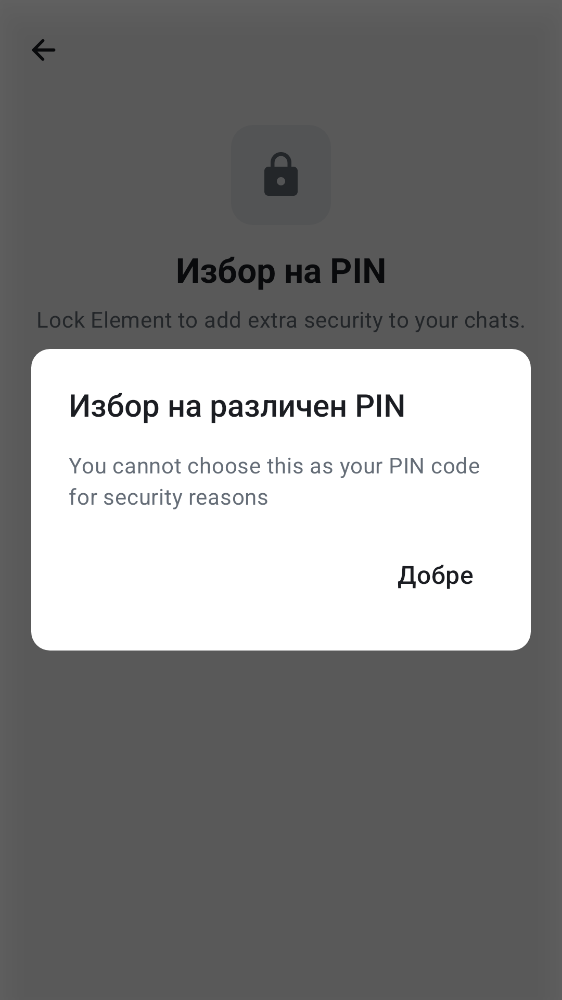 Избор на PIN
Lock Element to add extra security to your chats.
Избор на различен PIN
You cannot choose this as your PIN code
for security reasons
Добре